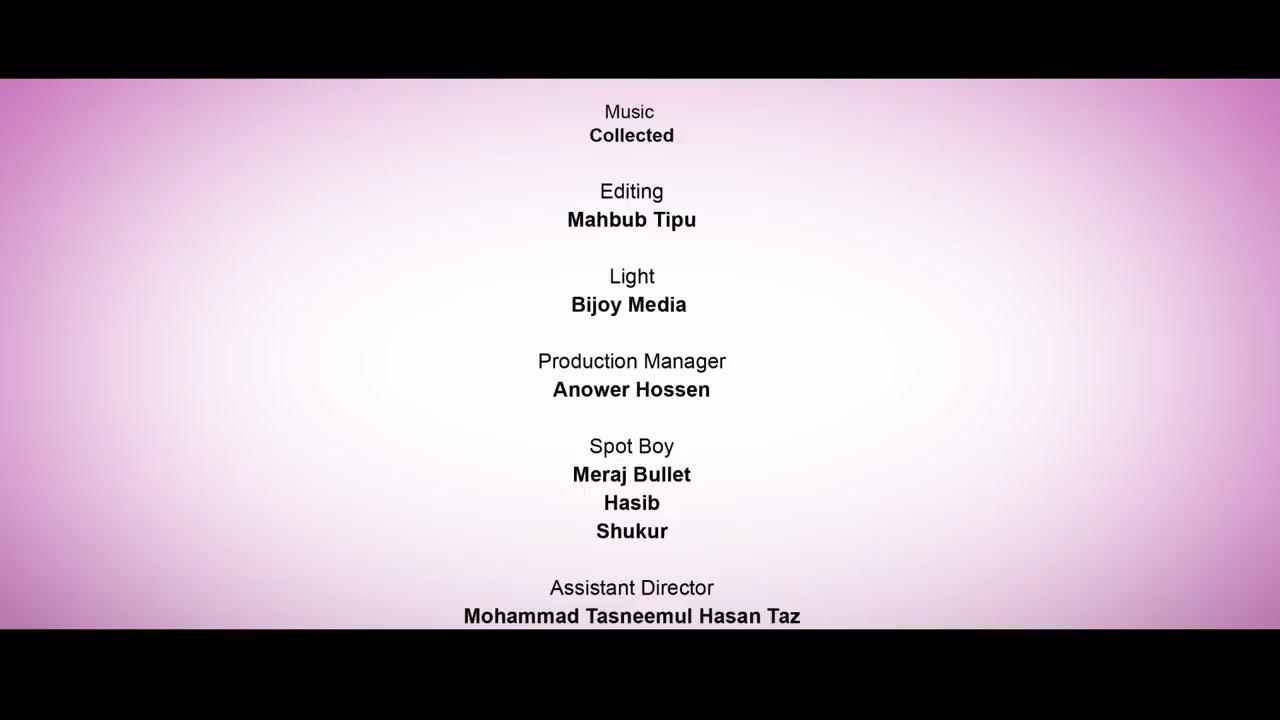 Music
Collected
Editing
Mahbub Tipu
Light
Bijoy Media
Production Manager
Anower Hossen
Spot Boy
Meraj Bullet
Hasib
Shukur
Assistant Director
Mohammad Tasneemul Hasan Taz